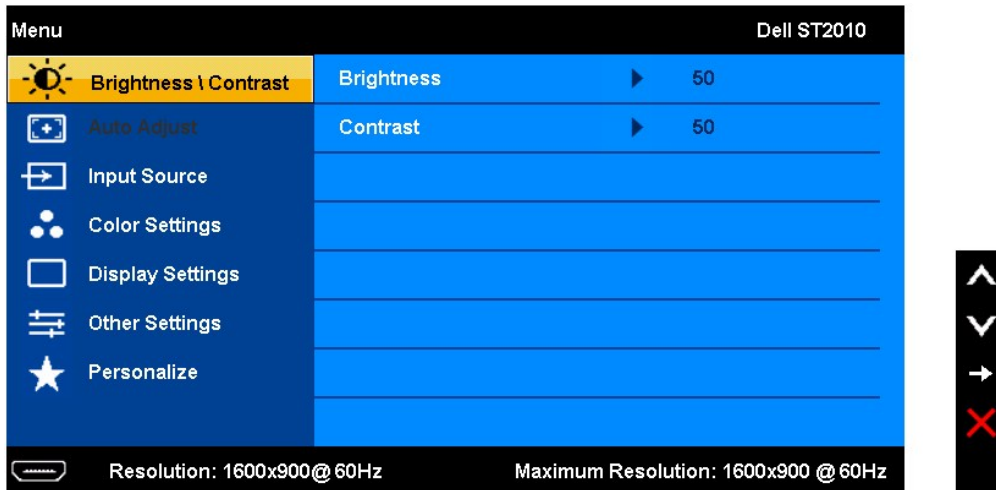 Menu Dell ST2010
Brightness \ Contrast Brightness 50
Auto Adjust Contrast 50
Input Source
Color Settings
Display Settings
Other Settings
Personalize
Resolution: 1600x900@60Hz Maximum Resolution: 1600x900 @60Hz